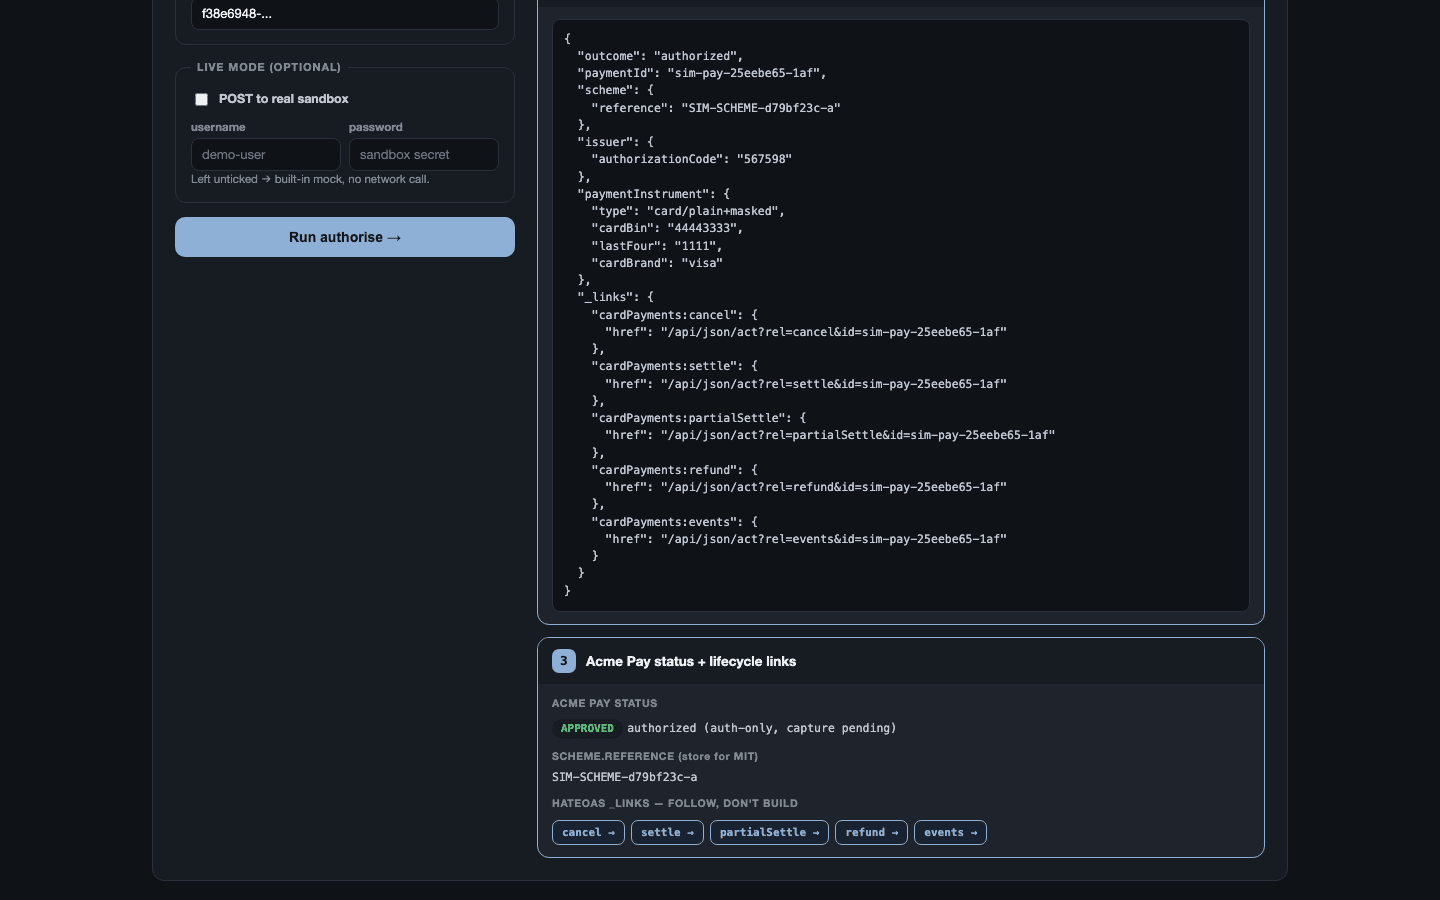 f38e6948-...
LIVE MODE (OPTIONAL)
POST to real sandbox
username password
demo-user sandbox secret
Left unticked → built-in mock, no network call.
Run authorise →
{
"outcome": "authorized",
"paymentId": "sim-pay-25eebe65-1af",
"scheme": {
"reference": "SIM-SCHEME-d79bf23c-a"
},
"issuer": {
"authorizationCode": "567598"
},
"paymentInstrument": {
"type": "card/plain+masked",
"cardBin": "44443333",
"lastFour": "1111",
"cardBrand": "visa"
},
"_links": {
"cardPayments:cancel": {
"href": "/api/json/act?rel=cancel&id=sim-pay-25eebe65-1af"
},
"cardPayments:settle": {
"href": "/api/json/act?rel=settle&id=sim-pay-25eebe65-1af"
},
"cardPayments:partialSettle": {
"href": "/api/json/act?rel=partialSettle&id=sim-pay-25eebe65-1af"
},
"cardPayments:refund": {
"href": "/api/json/act?rel=refund&id=sim-pay-25eebe65-1af"
},
"cardPayments:events": {
"href": "/api/json/act?rel=events&id=sim-pay-25eebe65-1af"
}
}
}
3 Acme Pay status + lifecycle links
ACME PAY STATUS
APPROVED authorized (auth-only, capture pending)
SCHEME.REFERENCE (store for MIT)
SIM-SCHEME-d79bf23c-a
HATEOAS _LINKS — FOLLOW, DON'T BUILD
cancel → settle → partialSettle → refund → events →